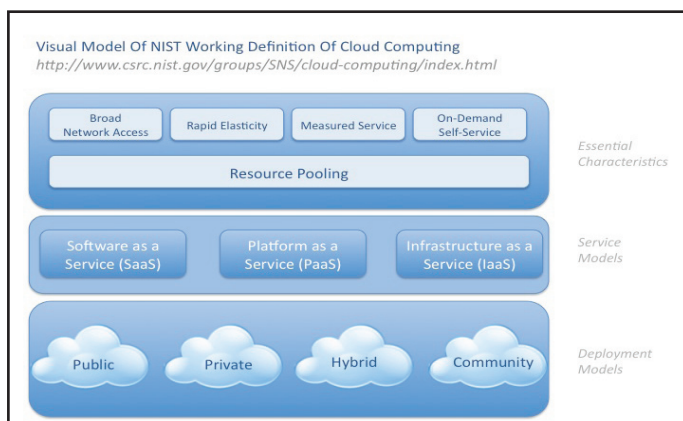 Visual Model Of NIST Working Definition Of Cloud Computing
http://www.csrc.nist.gov/groups/SNS/cloud-computing/index.html
Broad
Network Access
Rapid Elasticity
Measured Service
On-Demand
Self-Service
Resource Pooling
Essential
Characteristics
Software as a
Service (SaaS)
Platform as a
Service (PaaS)
Infrastructure as a
Service (IaaS)
Service
Models
Public
Private
Hybrid
Community
Deployment
Models